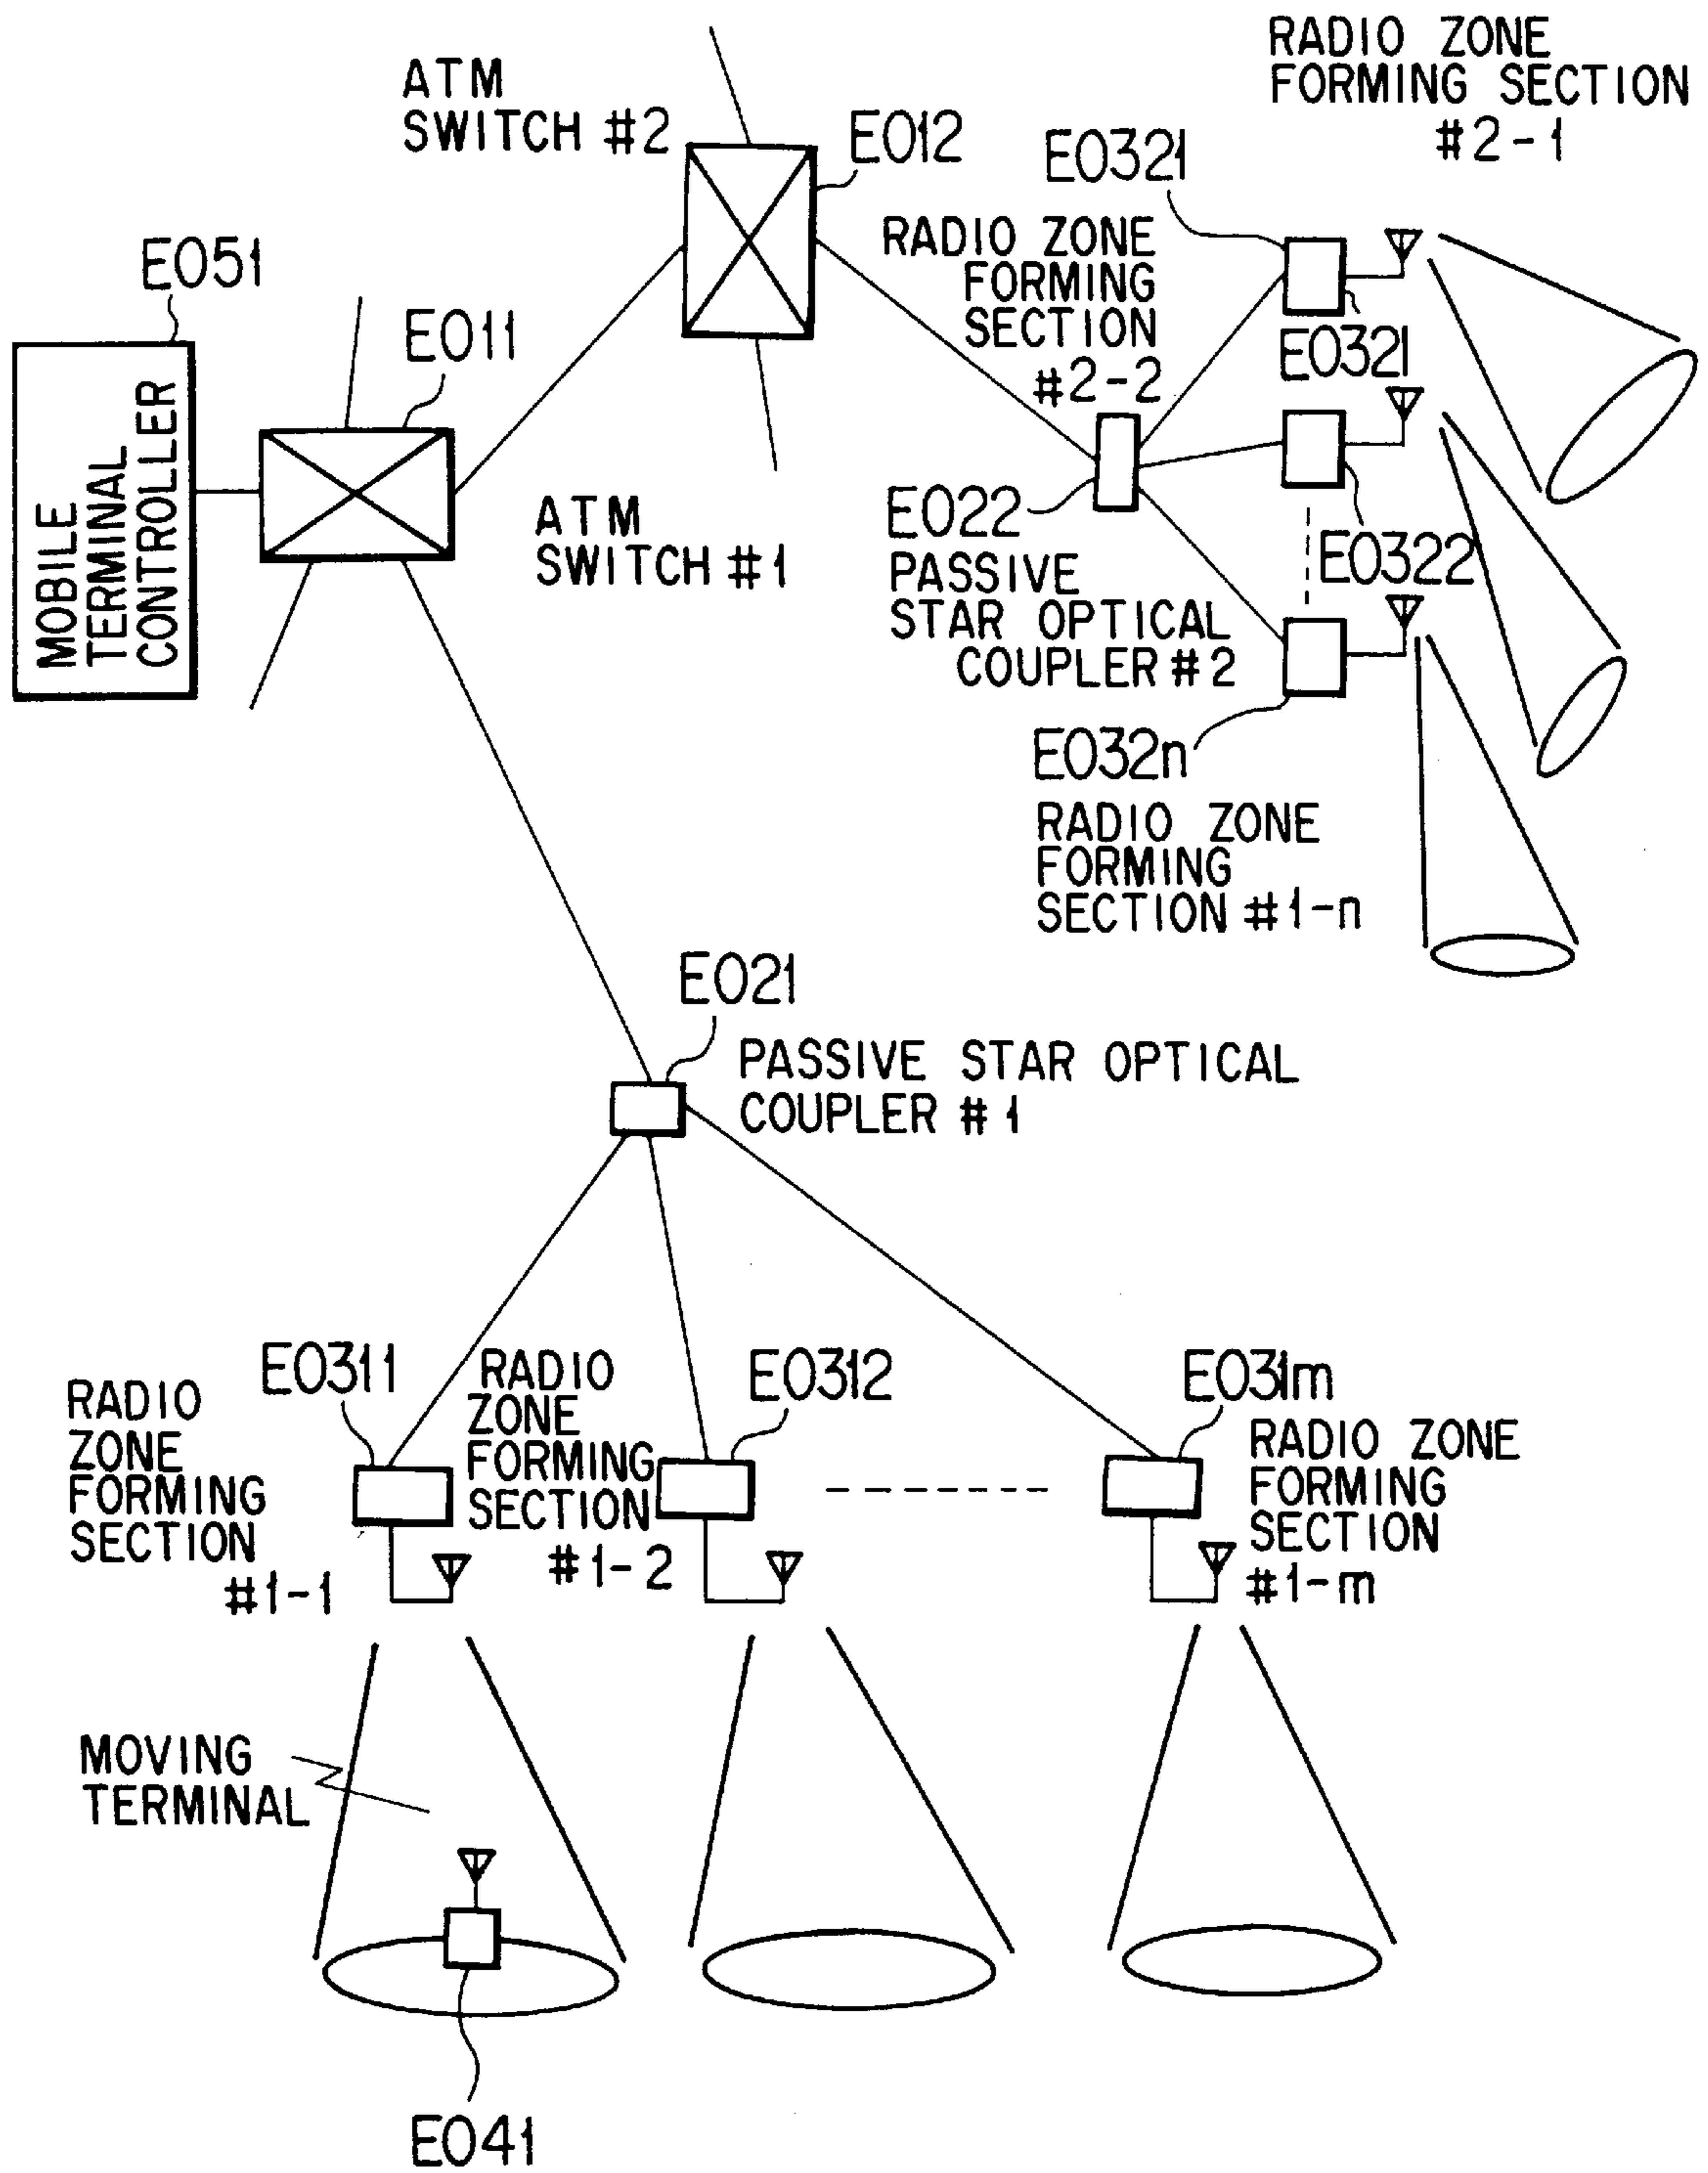 RADIO ZONE
FORMING SECTION
#2-1
ATM
SWITCH #2
E012
E0321
RADIO ZONE
FORMING
SECTION
#2-2
E051
E011
MOBILE
TERMINAL
CONTROLLER
ATM
SWITCH #1
E0321
E022
PASSIVE
STAR OPTICAL
COUPLER #2
E0322
E032n
RADIO ZONE
FORMING
SECTION #1-n
E021
PASSIVE STAR OPTICAL
COUPLER #1
E0311
RADIO
ZONE
FORMING
SECTION
#1-1
RADIO
ZONE
FORMING
SECTION
#1-2
E0312
E031m
RADIO ZONE
FORMING
SECTION
#1-m
MOVING
TERMINAL
E041